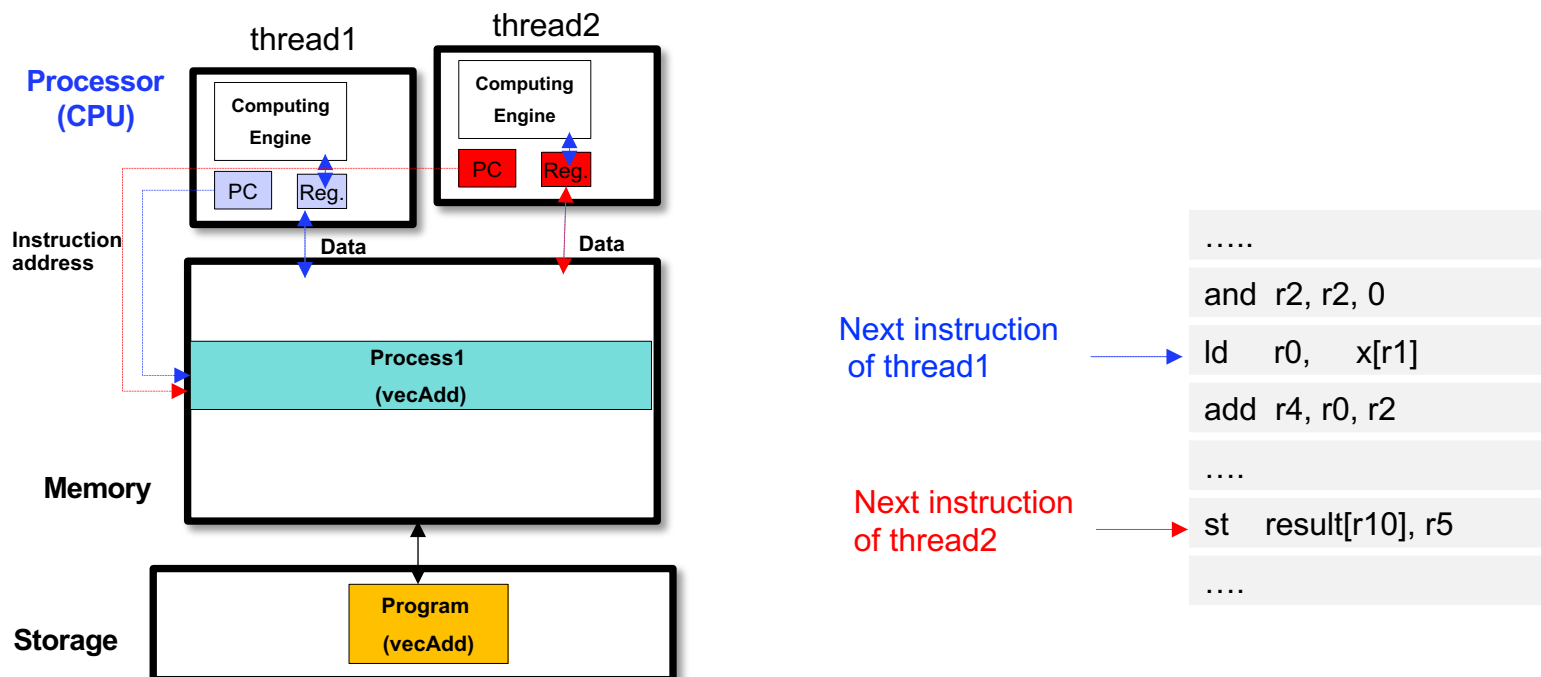 thread1
thread2
Processor
(CPU)
Computing
Engine
PC
Reg.
Computing
Engine
PC
Reg.
Instruction
address
Data
Data
Process1
(vecAdd)
Memory
Program
(vecAdd)
Storage
Next instruction
of thread1
Next instruction
of thread2
…..
and r2, r2, 0
ld r0, x[r1]
add r4, r0, r2
….
st result[r10], r5
….